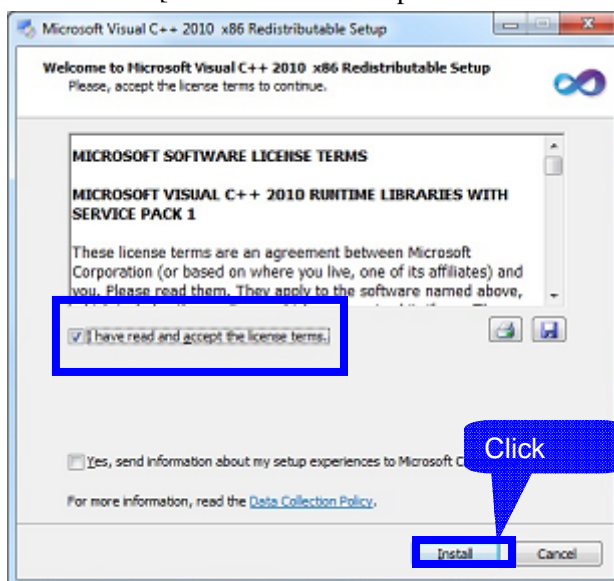 Microsoft Visual C++ 2010 x86 Redistributable Setup
Welcome to Microsoft Visual C++ 2010 x86 Redistributable Setup
Please, accept the license terms to continue.
MICROSOFT SOFTWARE LICENSE TERMS
MICROSOFT VISUAL C++ 2010 RUNTIME LIBRARIES WITH
SERVICE PACK 1
These license terms are an agreement between Microsoft
Corporation (or based on where you live, one of its affiliates) and
you. Please read them. They apply to the software named above,
I have read and accept the license terms.
Click
Yes, send information about my setup experiences to Microsoft C
For more information, read the Data Collection Policy.
Install
Cancel